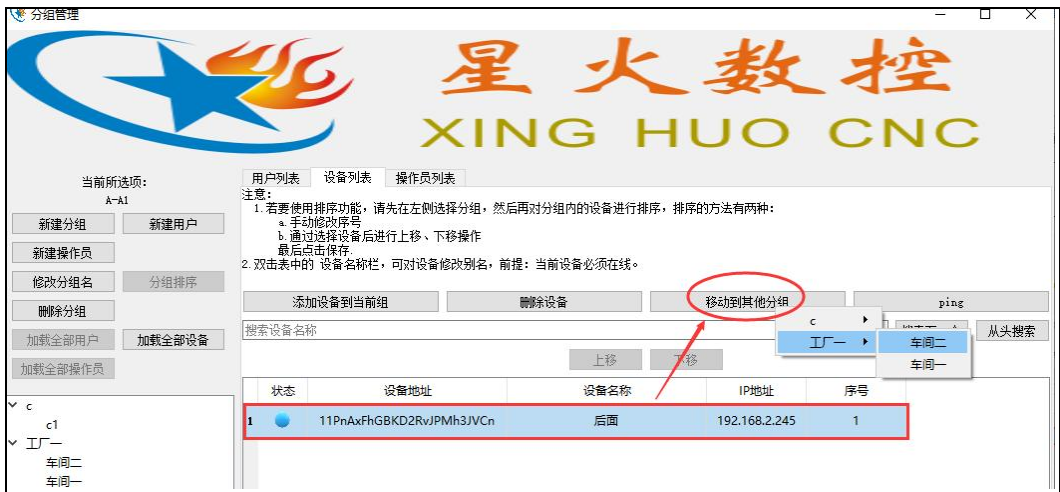 分组管理
星火数控
XING HUO CNC
当前所选项:
A-A1
新建分组 新建用户
新建操作员
修改分组名 分组排序
删除分组
加载全部用户 加载全部设备
加载全部操作员
c
c1
工厂一
车间二
车间一
用户列表 设备列表 操作员列表
注意:
1.若要使用排序功能，请先在左侧选择分组，然后再对分组内的设备进行排序，排序的方法有两种:
a.手动修改序号
b.通过选择设备后进行上移、下移操作
最后点击保存.
2.双击表中的 设备名称栏，可对设备修改别名，前提：当前设备必须在线。
添加设备到当前组 删除设备 移动到其他分组 ping
搜索设备名称 从头搜索
c
工厂一 车间二
车间一
上移 下移
状态 设备地址 设备名称 IP地址 序号
1 11PnAxFhGBKD2RvJPMh3JVCn 后面 192.168.2.245 1